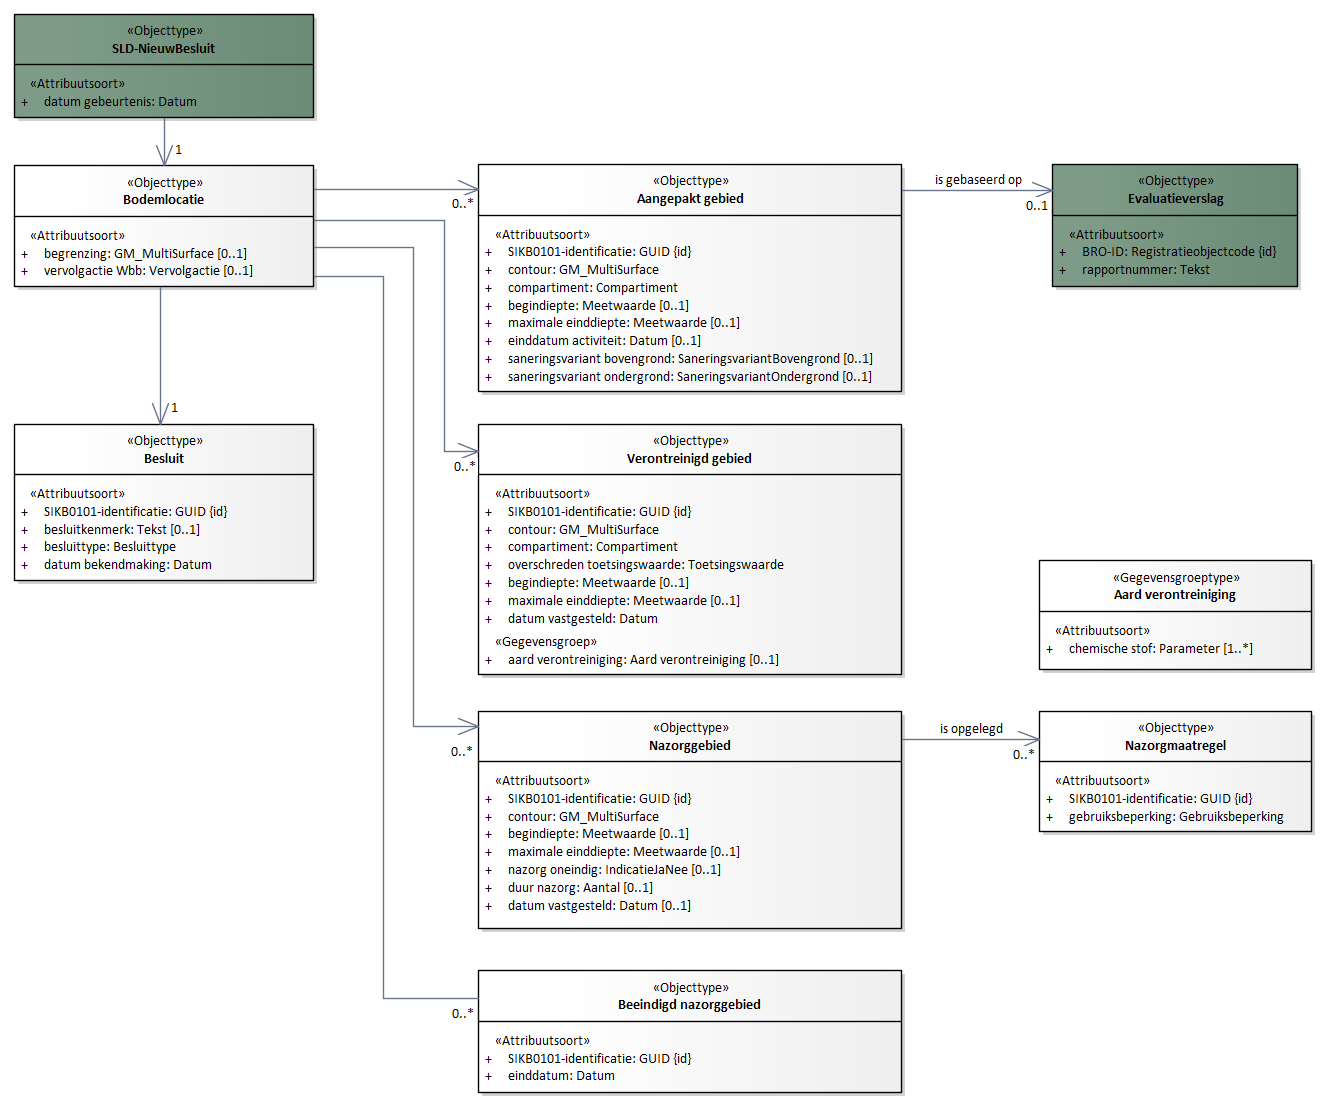 «Objecttype»
SLD-NieuwBesluit
«Attribuutsoort»
+ datum gebeurtenis: Datum
1
«Objecttype»
Bodemlocatie
«Attribuutsoort»
+ begrenzing: GM_MultiSurface [0..1]
+ vervolgactie Wbb: Vervolgactie [0..1]
1
«Objecttype»
Besluit
«Attribuutsoort»
+ SIKB0101-identificatie: GUID {id}
+ besluitkenmerk: Tekst [0..1]
+ besluittype: Besluittype
+ datum bekendmaking: Datum
0..*
«Objecttype»
Aangepakt gebied
«Attribuutsoort»
+ SIKB0101-identificatie: GUID {id}
+ contour: GM_MultiSurface
+ compartiment: Compartiment
+ begindiepte: Meetwaarde [0..1]
+ maximale einddiepte: Meetwaarde [0..1]
+ einddatum activiteit: Datum [0..1]
+ saneringsvariant bovengrond: SaneringsvariantBovengrond [0..1]
+ saneringsvariant ondergrond: SaneringsvariantOndergrond [0..1]
is gebaseerd op
0..1
«Objecttype»
Evaluatieverslag
«Attribuutsoort»
+ BRO-ID: Registratieobjectcode {id}
+ rapportnummer: Tekst
0..*
«Objecttype»
Verontreinigd gebied
«Attribuutsoort»
+ SIKB0101-identificatie: GUID {id}
+ contour: GM_MultiSurface
+ compartiment: Compartiment
+ overschreden toetsingswaarde: Toetsingswaarde
+ begindiepte: Meetwaarde [0..1]
+ maximale einddiepte: Meetwaarde [0..1]
+ datum vastgesteld: Datum
«Gegevensgroep»
+ aard verontreiniging: Aard verontreiniging [0..1]
«Gegevensgroeptype»
Aard verontreiniging
«Attribuutsoort»
+ chemische stof: Parameter [1..*]
0..*
«Objecttype»
Nazorggebied
«Attribuutsoort»
+ SIKB0101-identificatie: GUID {id}
+ contour: GM_MultiSurface
+ begindiepte: Meetwaarde [0..1]
+ maximale einddiepte: Meetwaarde [0..1]
+ nazorg oneindig: IndicatieJaNee [0..1]
+ duur nazorg: Aantal [0..1]
+ datum vastgesteld: Datum [0..1]
is opgelegd
0..*
«Objecttype»
Nazorgmaatregel
«Attribuutsoort»
+ SIKB0101-identificatie: GUID {id}
+ gebruiksbeperking: Gebruiksbeperking
0..*
«Objecttype»
Beeindigd nazorggebied
«Attribuutsoort»
+ SIKB0101-identificatie: GUID {id}
+ einddatum: Datum